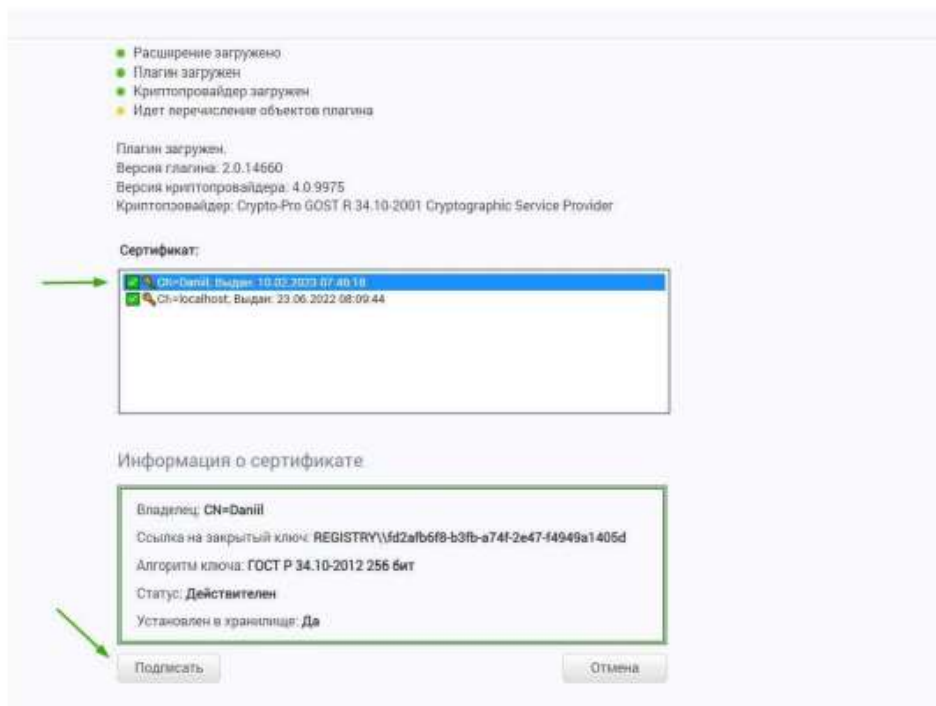 Расширение загружено
Плагин загружен
Криптопровайдер загружен
Идет перечисление объектов плагина
Плагин загружен.
Версия плагина: 2.0.14660
Версия криптопровайдера: 4.0.9975
Криптопровайдер: Crypto-Pro GOST R 34.10-2001 Cryptographic Service Provider
Сертификат:
CN=Daniil; Выдан: 10.02.2023 07:40:18
CN=localhost; Выдан: 23.06.2022 08:09:44
Информация о сертификате
Владелец: CN=Daniil
Ссылка на закрытый ключ: REGISTRY\\fd2afb6f8-b3fb-a74f-2e47-f4949a1405d
Алгоритм ключа: ГОСТ Р 34.10-2012 256 бит
Статус: Действителен
Установлен в хранилище: Да
Подписать
Отмена